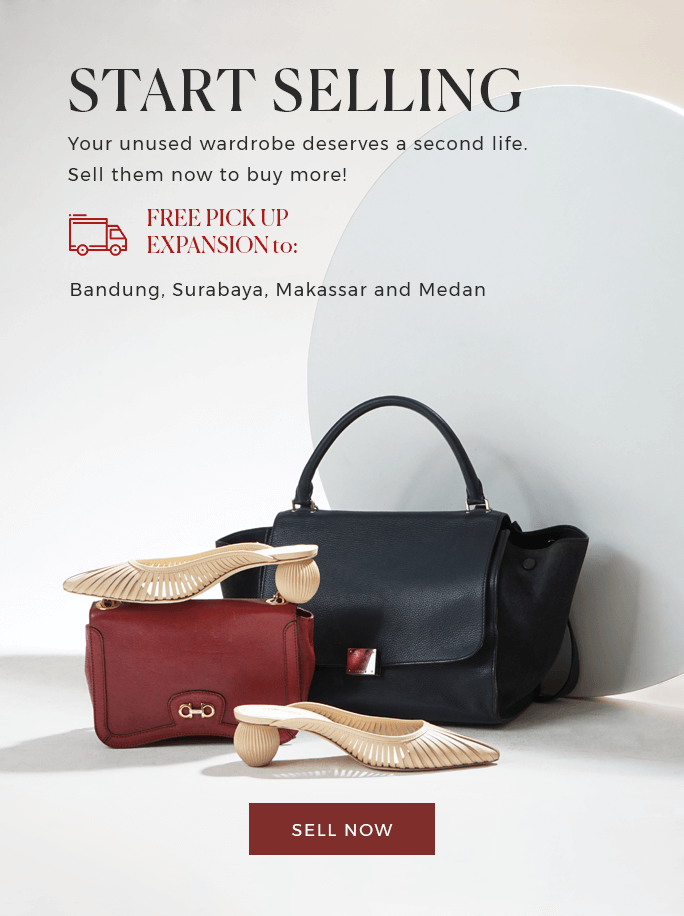 START SELLING
Your unused wardrobe deserves a second life.
Sell them now to buy more!
FREE PICK UP
EXPANSION to:
Bandung, Surabaya, Makassar and Medan
SELL NOW